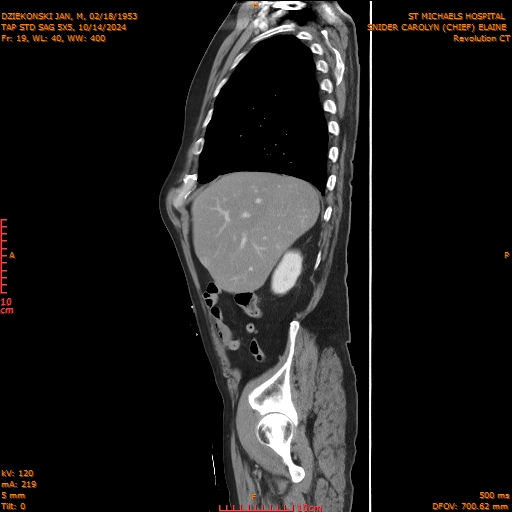 DZIEKONSKI JAN, M, 02/18/1953
TAP STD SAG 5X5, 10/14/2024
Fr: 19, WL: 40, WW: 400
ST MICHAELS HOSPITAL
SNIDER CAROLYN (CHIEF) ELAINE
Revolution CT
A
P
10
cm
kV: 120
mA: 219
5 mm
Tilt: 0
F
10cm
500 ms
DFOV: 700.62 mm